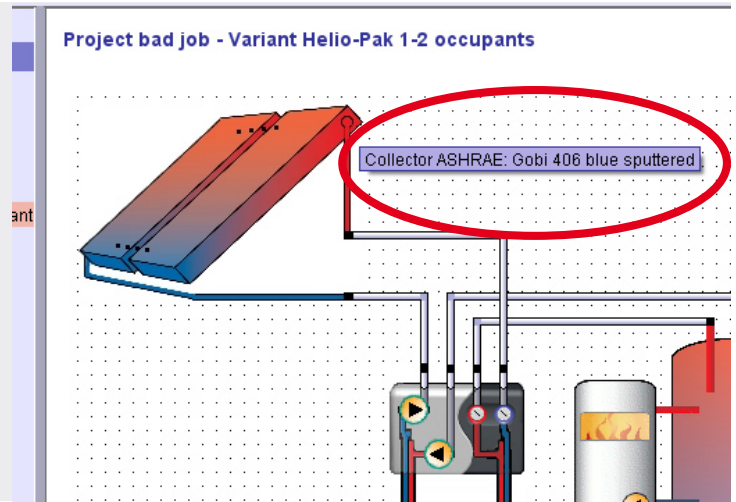 Project bad job - Variant Helio-Pak 1-2 occupants
Collector ASHRAE: Gobi 406 blue sputtered
ant